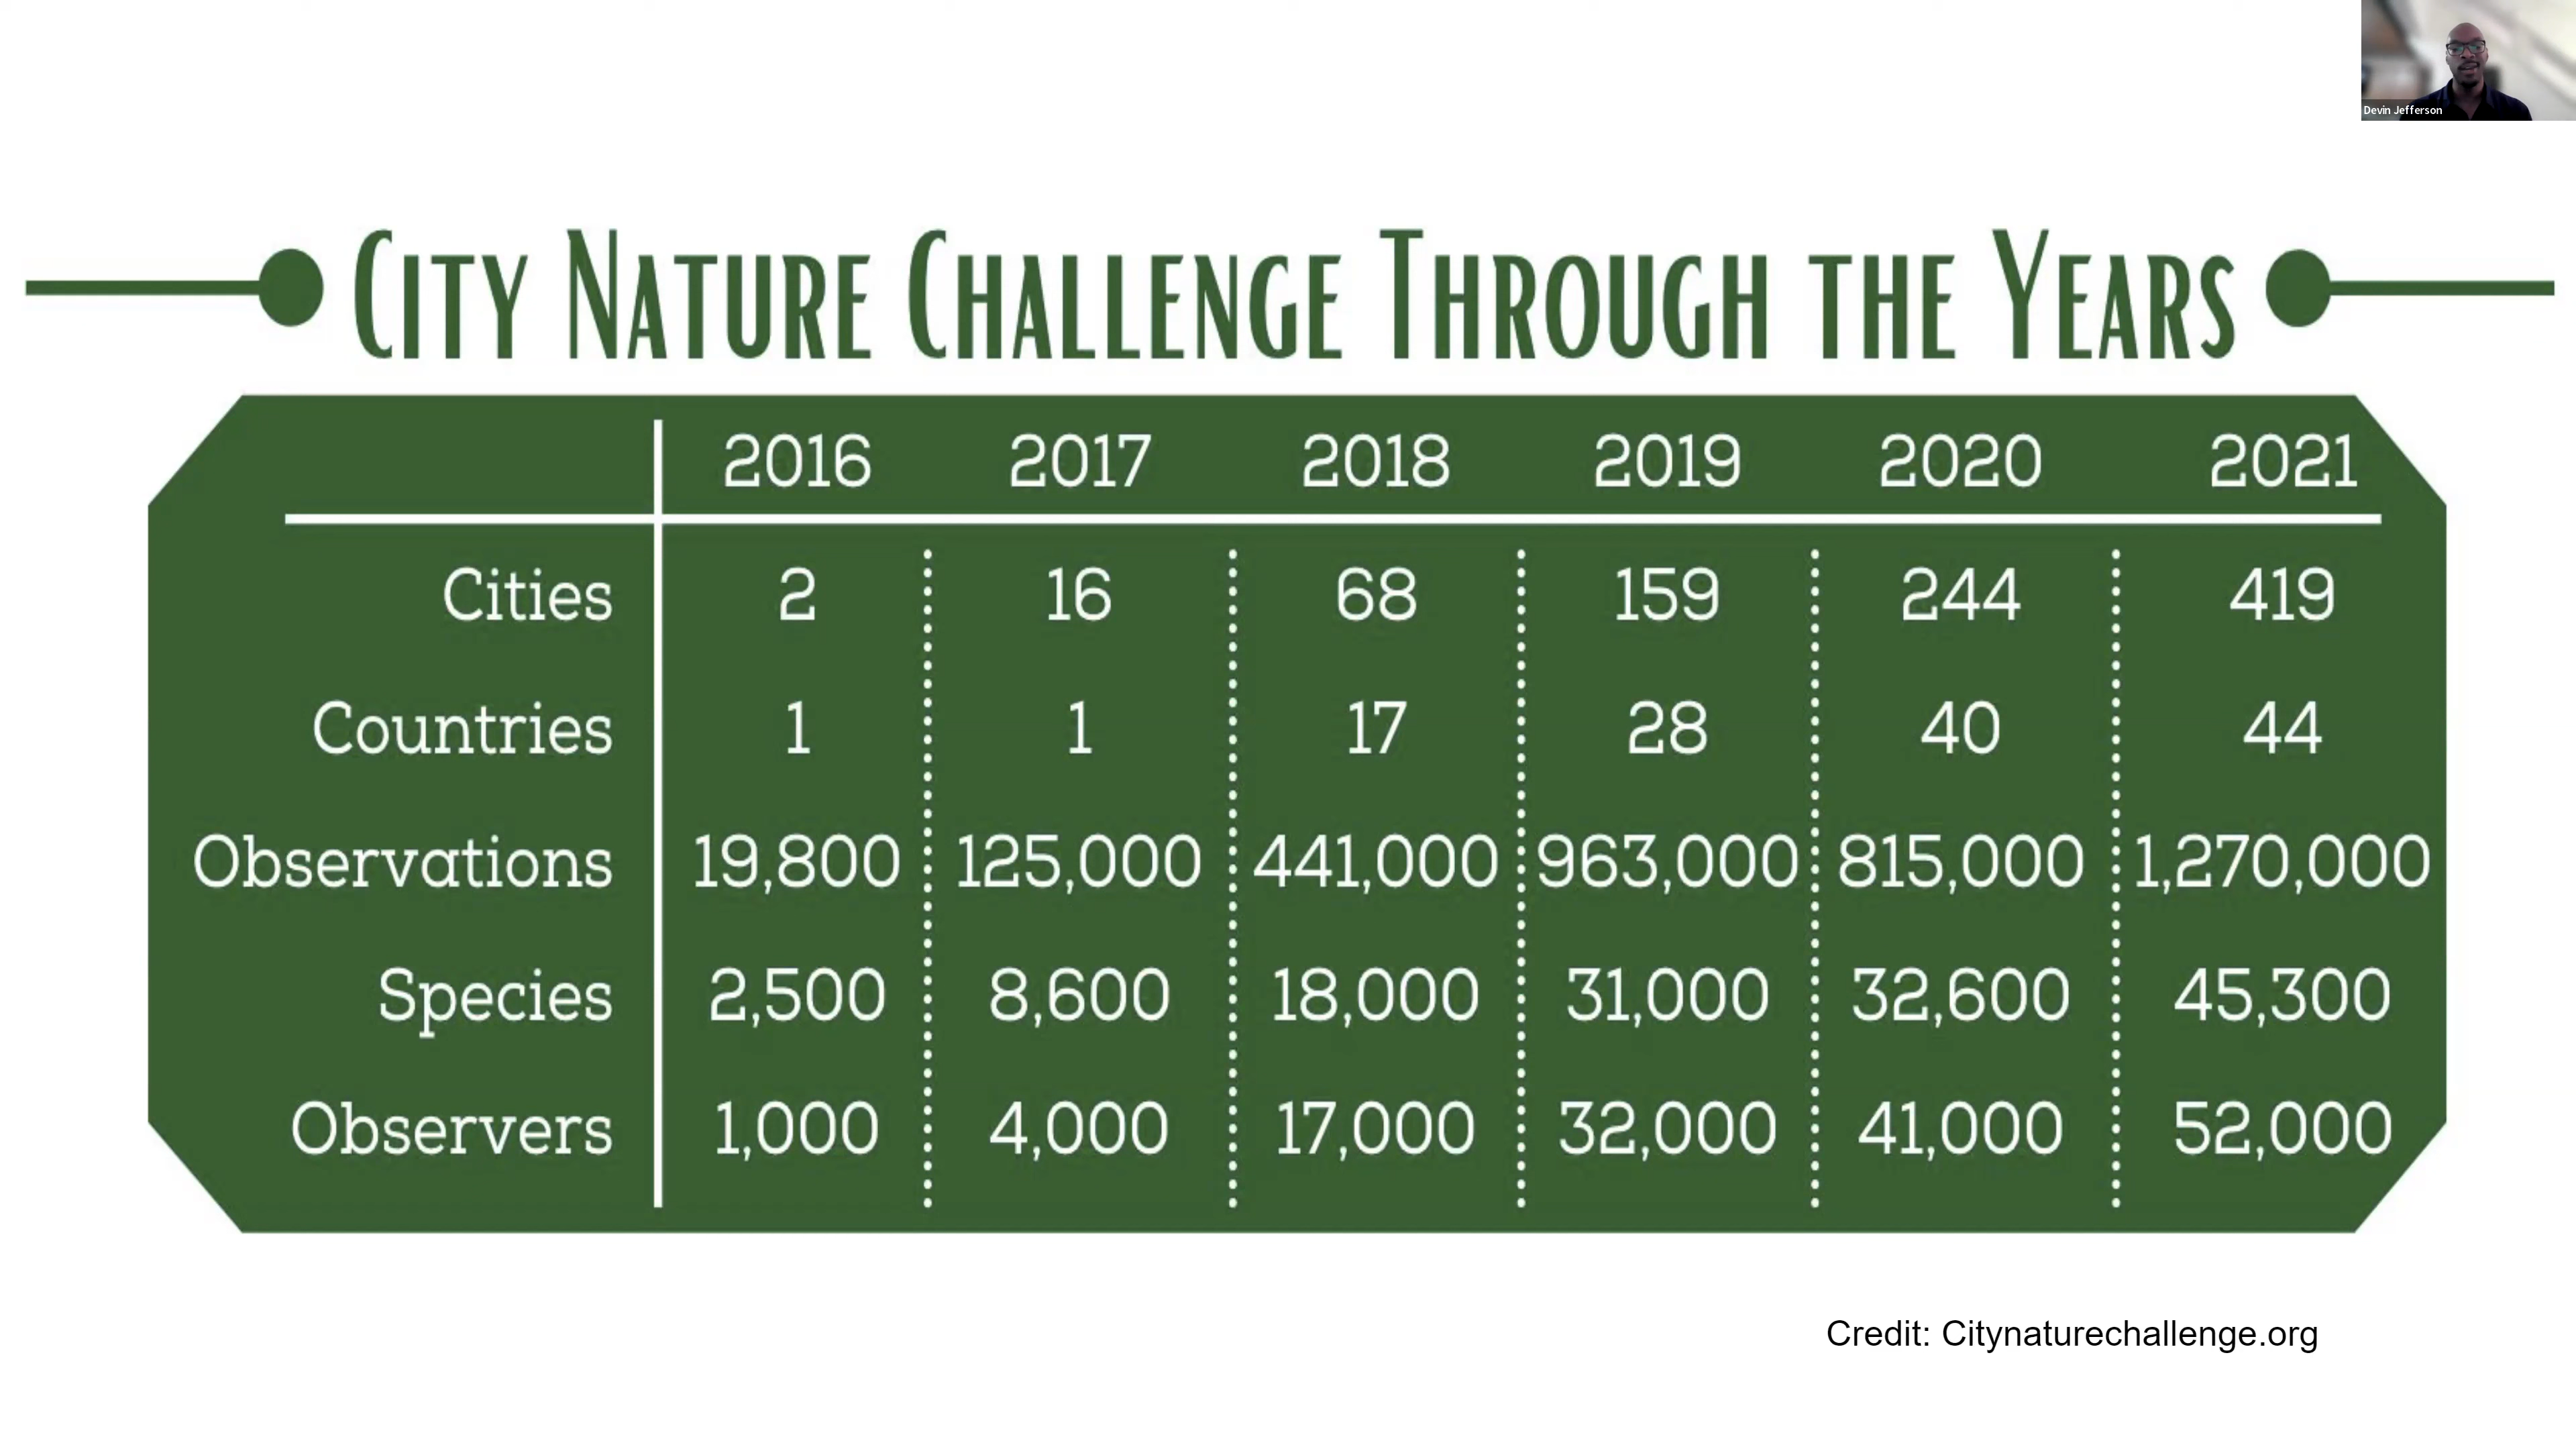 Devin Jefferson
City Nature Challenge Through the Years
2016 2017 2018 2019 2020 2021
Cities 2 16 68 159 244 419
Countries 1 1 17 28 40 44
Observations 19,800 125,000 441,000 963,000 815,000 1,270,000
Species 2,500 8,600 18,000 31,000 32,600 45,300
Observers 1,000 4,000 17,000 32,000 41,000 52,000
Credit: Citynaturechallenge.org